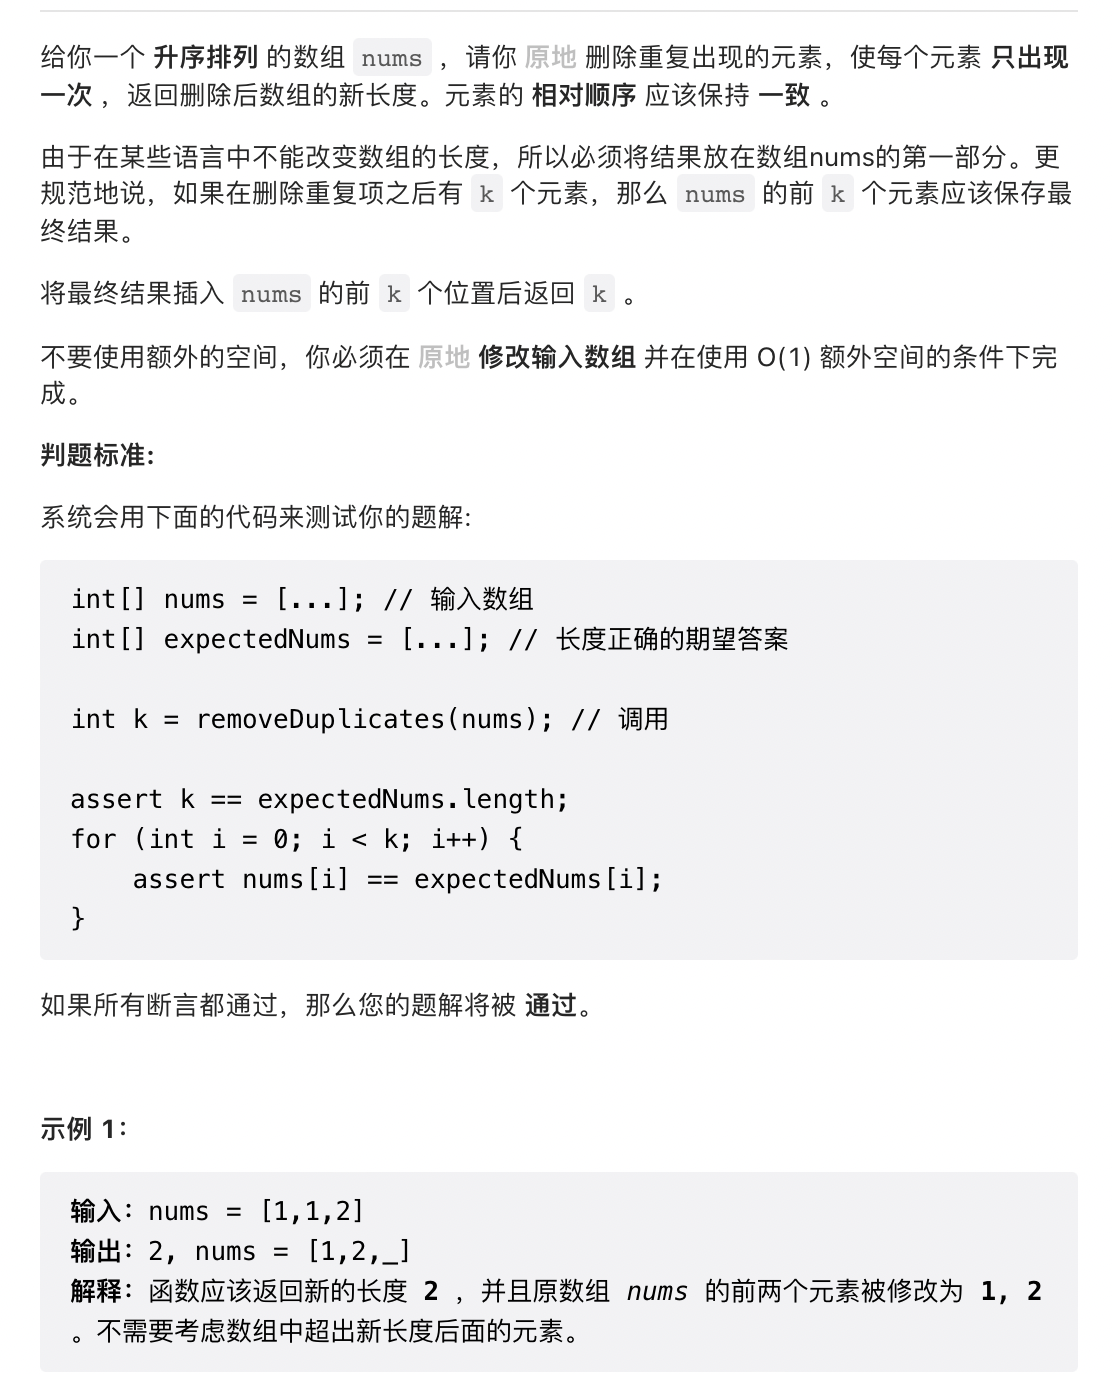 给你一个 升序排列 的数组 nums ，请你 原地 删除重复出现的元素，使每个元素 只出现
一次 ，返回删除后数组的新长度。元素的 相对顺序 应该保持 一致 。
由于在某些语言中不能改变数组的长度，所以必须将结果放在数组nums的第一部分。更
规范地说，如果在删除重复项之后有 k 个元素，那么 nums 的前 k 个元素应该保存最
终结果。
将最终结果插入 nums 的前 k 个位置后返回 k 。
不要使用额外的空间，你必须在 原地 修改输入数组 并在使用 O(1) 额外空间的条件下完
成。
判题标准:
系统会用下面的代码来测试你的题解:
int[] nums = [...]; // 输入数组
int[] expectedNums = [...]; // 长度正确的期望答案
int k = removeDuplicates(nums); // 调用
assert k == expectedNums.length;
for (int i = 0; i < k; i++) {
    assert nums[i] == expectedNums[i];
}
如果所有断言都通过，那么您的题解将被 通过。
示例 1：
输入：nums = [1,1,2]
输出：2, nums = [1,2,_]
解释：函数应该返回新的长度 2 ，并且原数组 nums 的前两个元素被修改为 1, 2
。不需要考虑数组中超出新长度后面的元素。